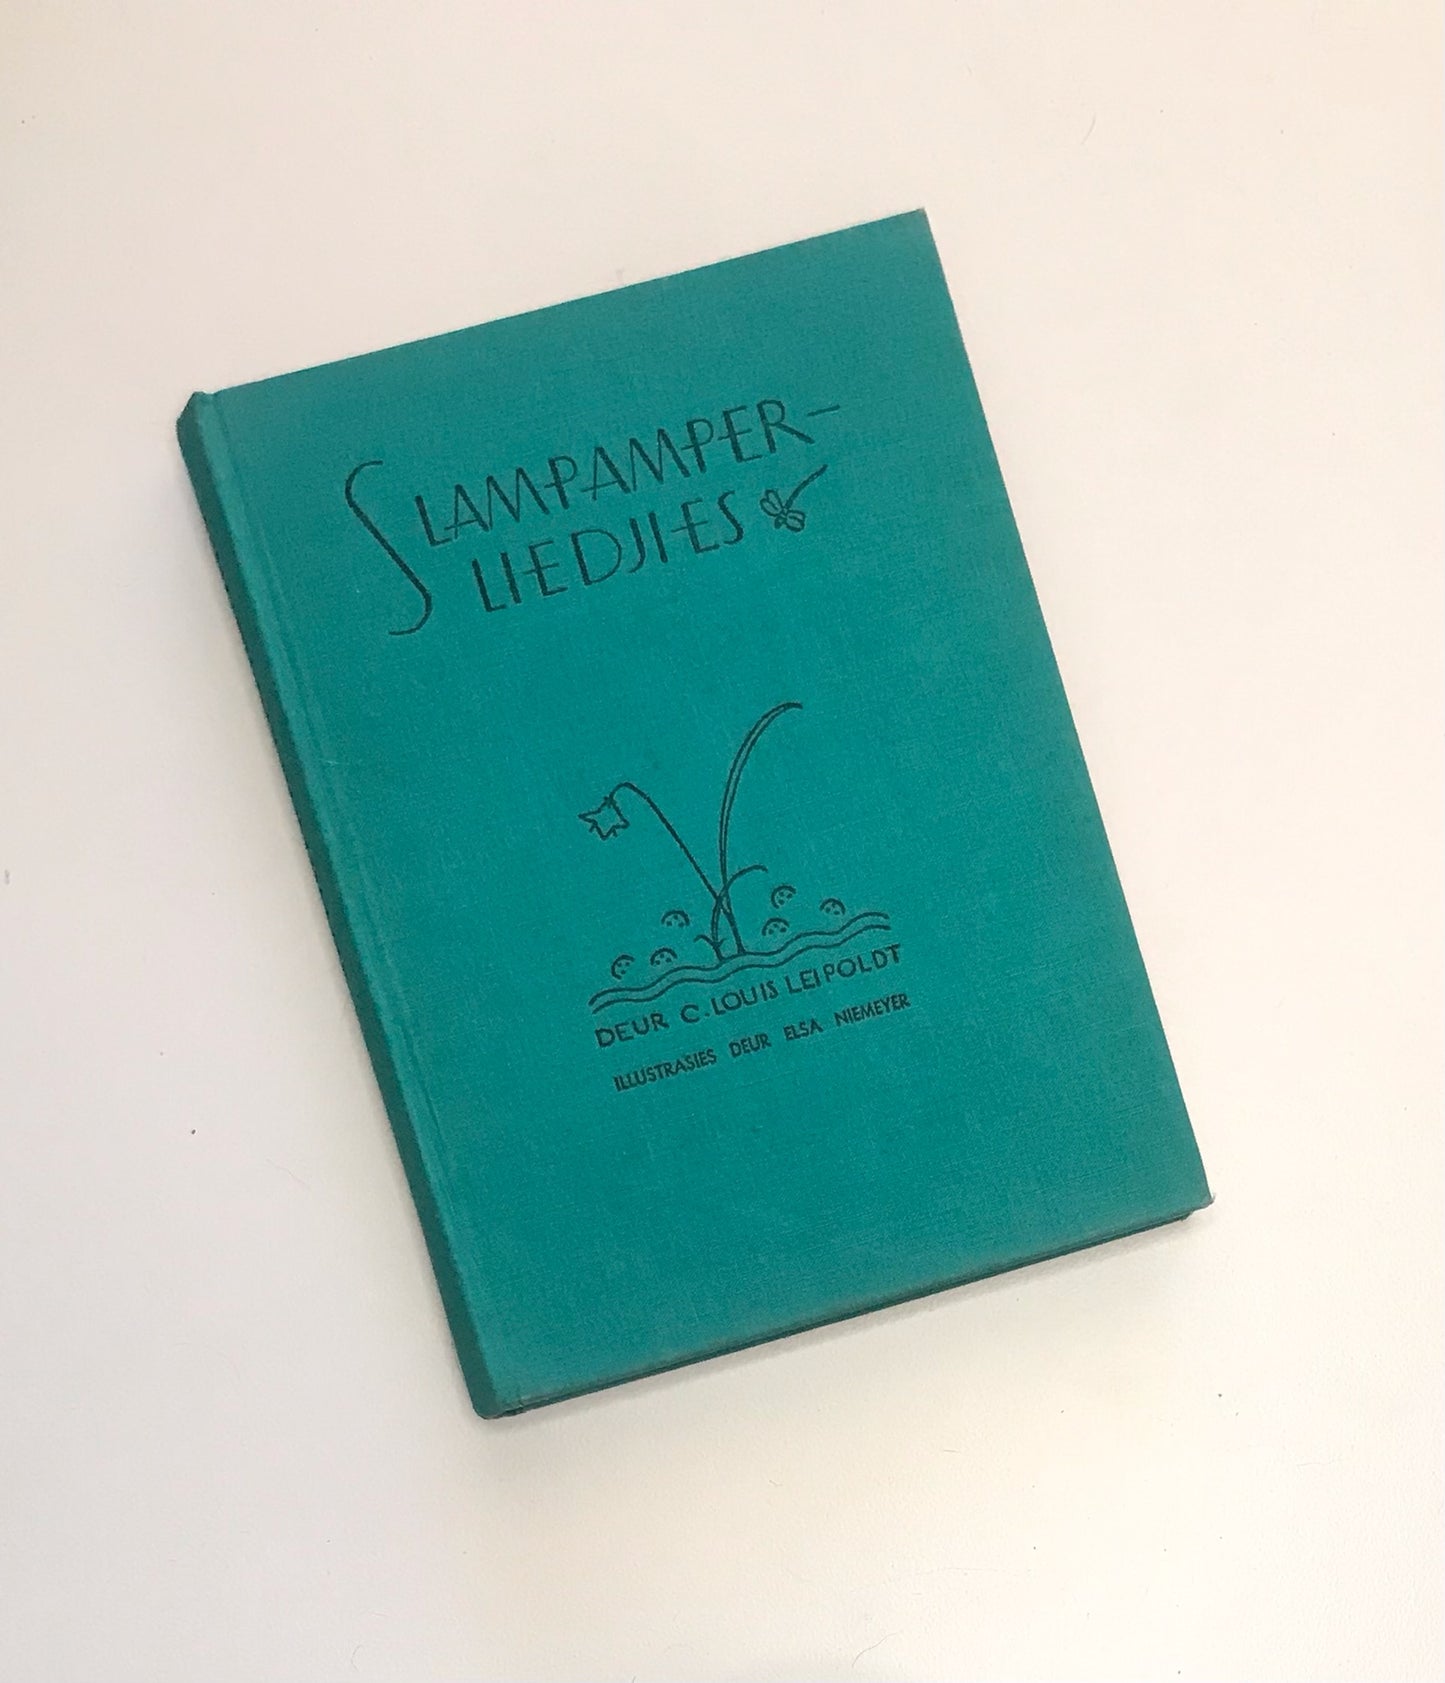 SLAMPAMPER-
LIEDJIES
DEUR C. LOUIS LEIPOLDT
ILLUSTRASIES DEUR ELSA NIEMEYER